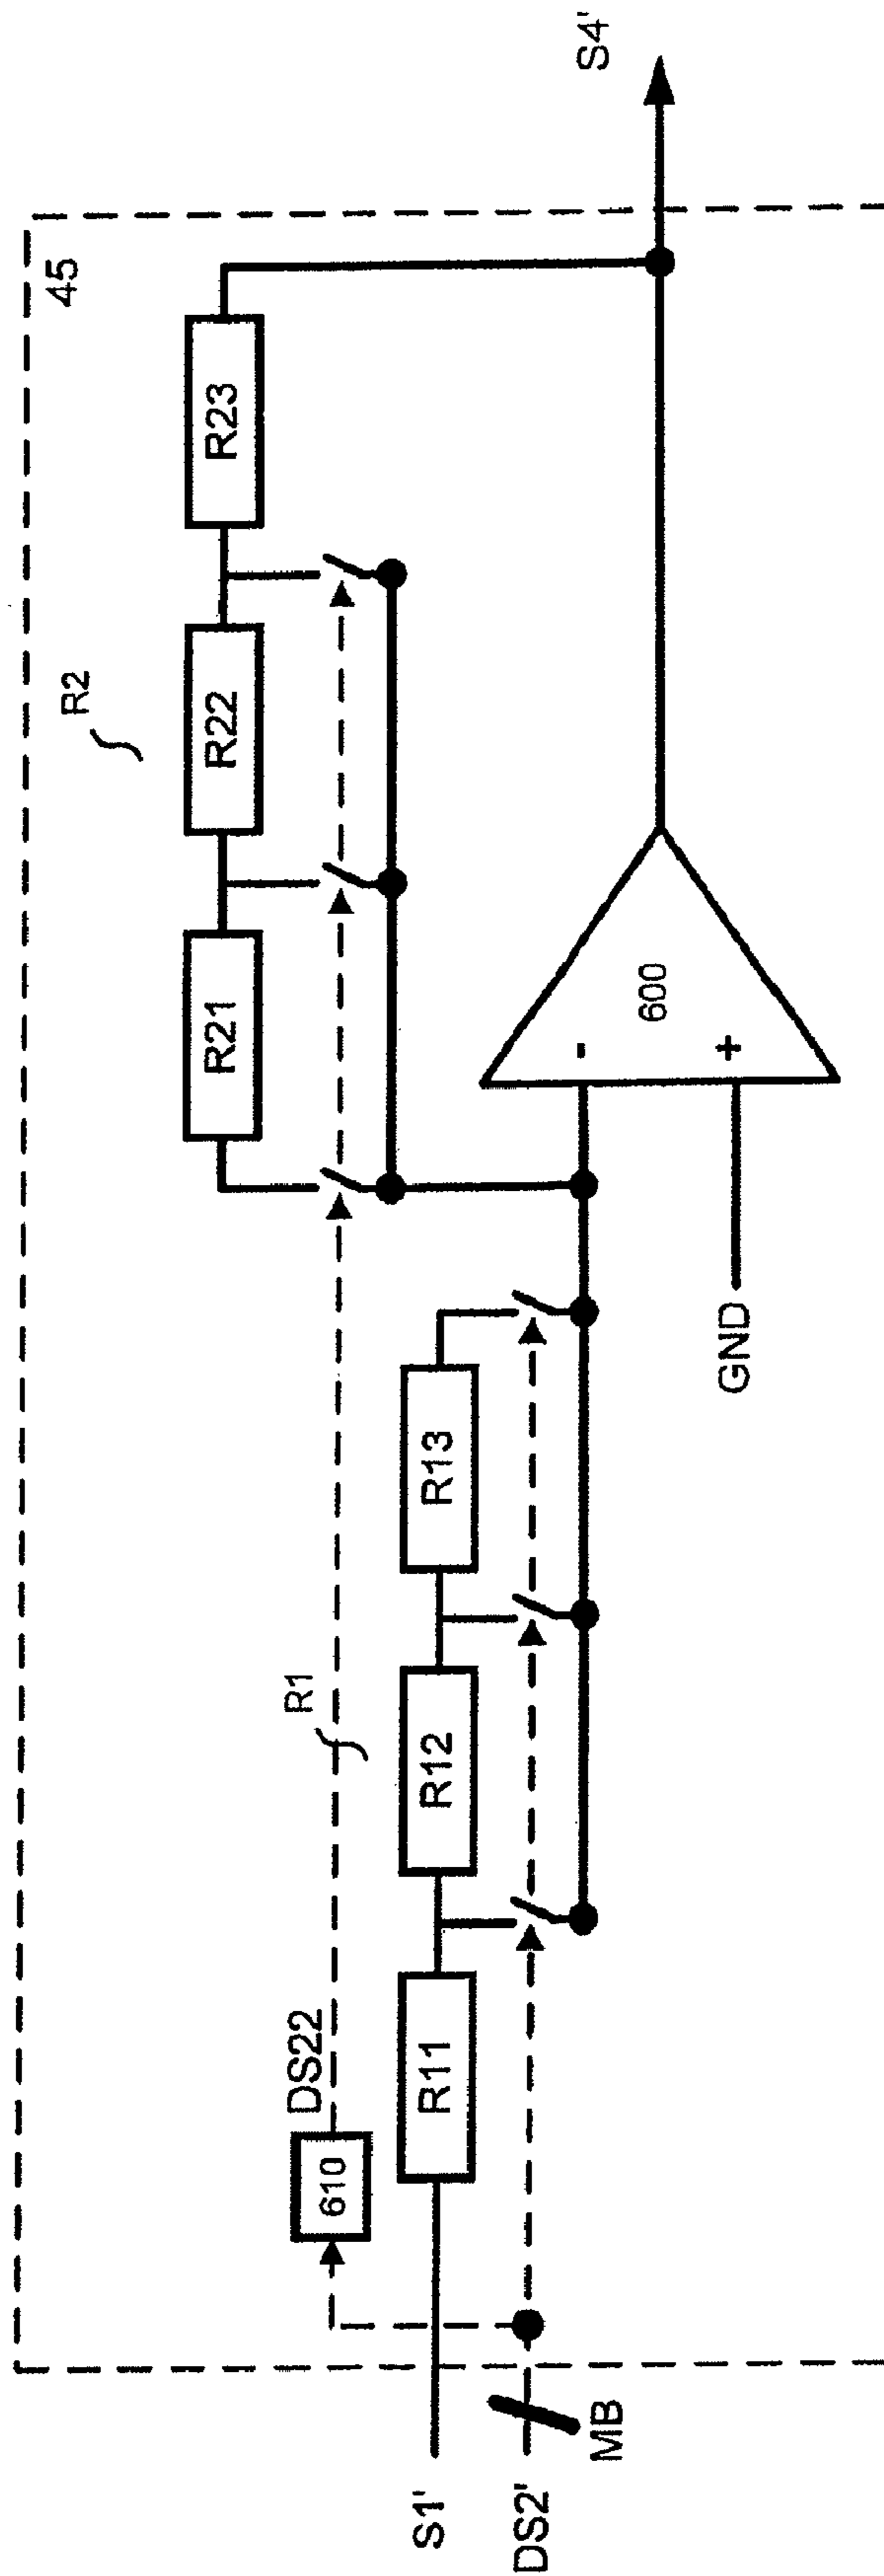 45
R2
R21
R22
R23
S4'
DS22
610
R1
R11
R12
R13
-
600
+
GND
S1'
DS2'
MB